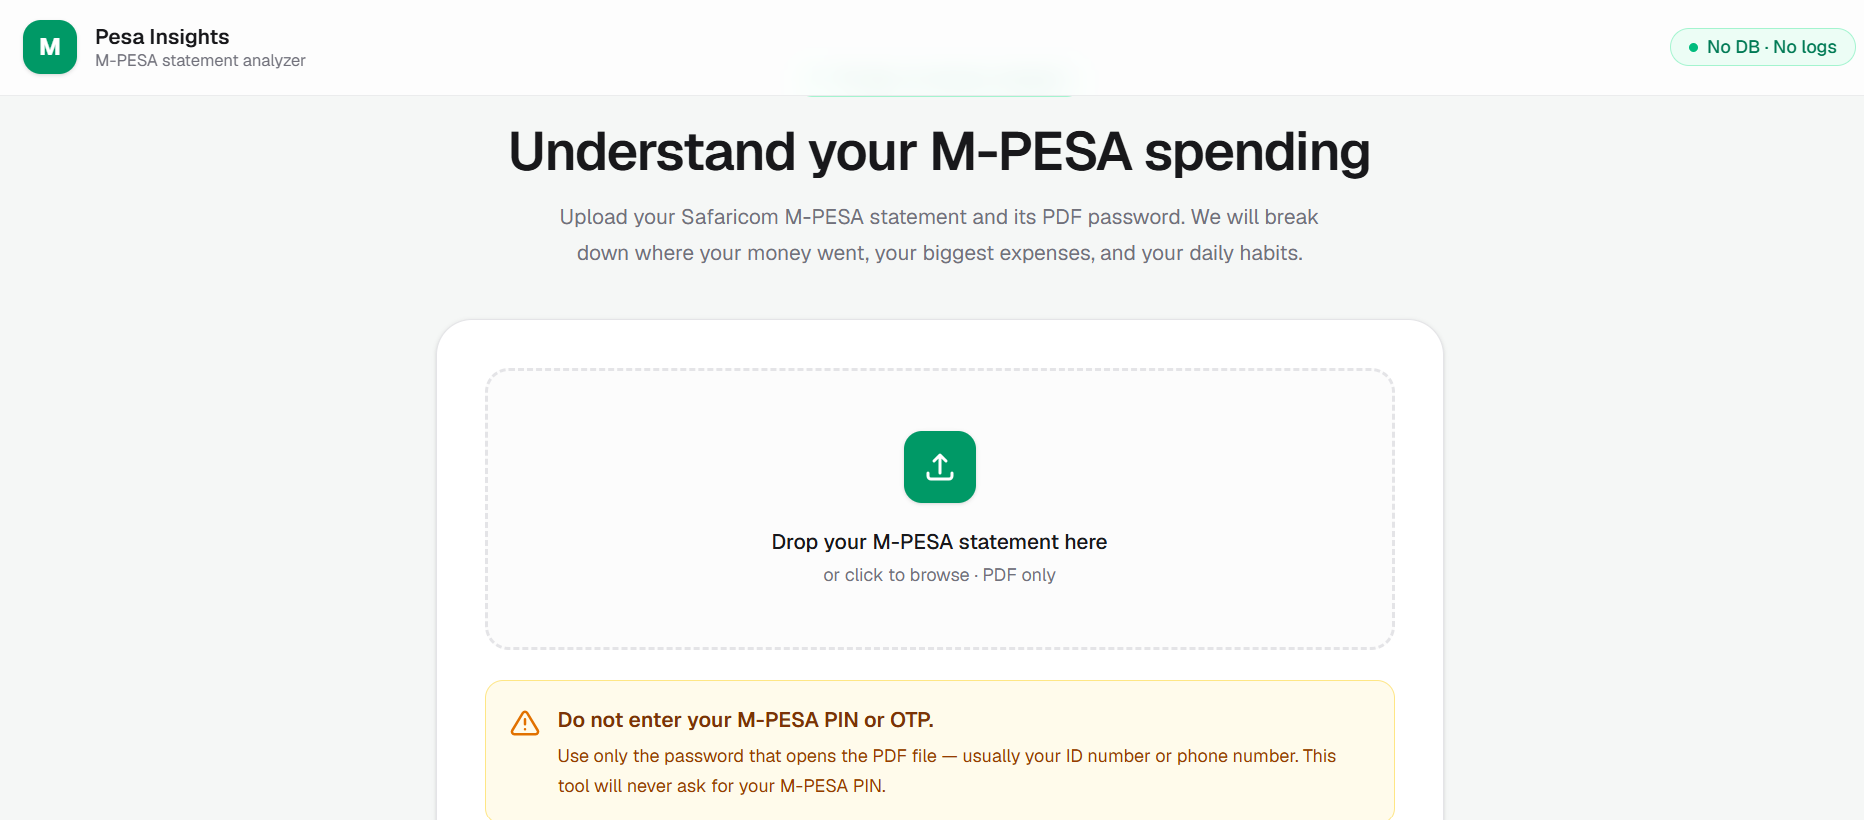 M
Pesa Insights
M-PESA statement analyzer
No DB · No logs
Understand your M-PESA spending
Upload your Safaricom M-PESA statement and its PDF password. We will break
down where your money went, your biggest expenses, and your daily habits.
Drop your M-PESA statement here
or click to browse · PDF only
Do not enter your M-PESA PIN or OTP.
Use only the password that opens the PDF file — usually your ID number or phone number. This
tool will never ask for your M-PESA PIN.